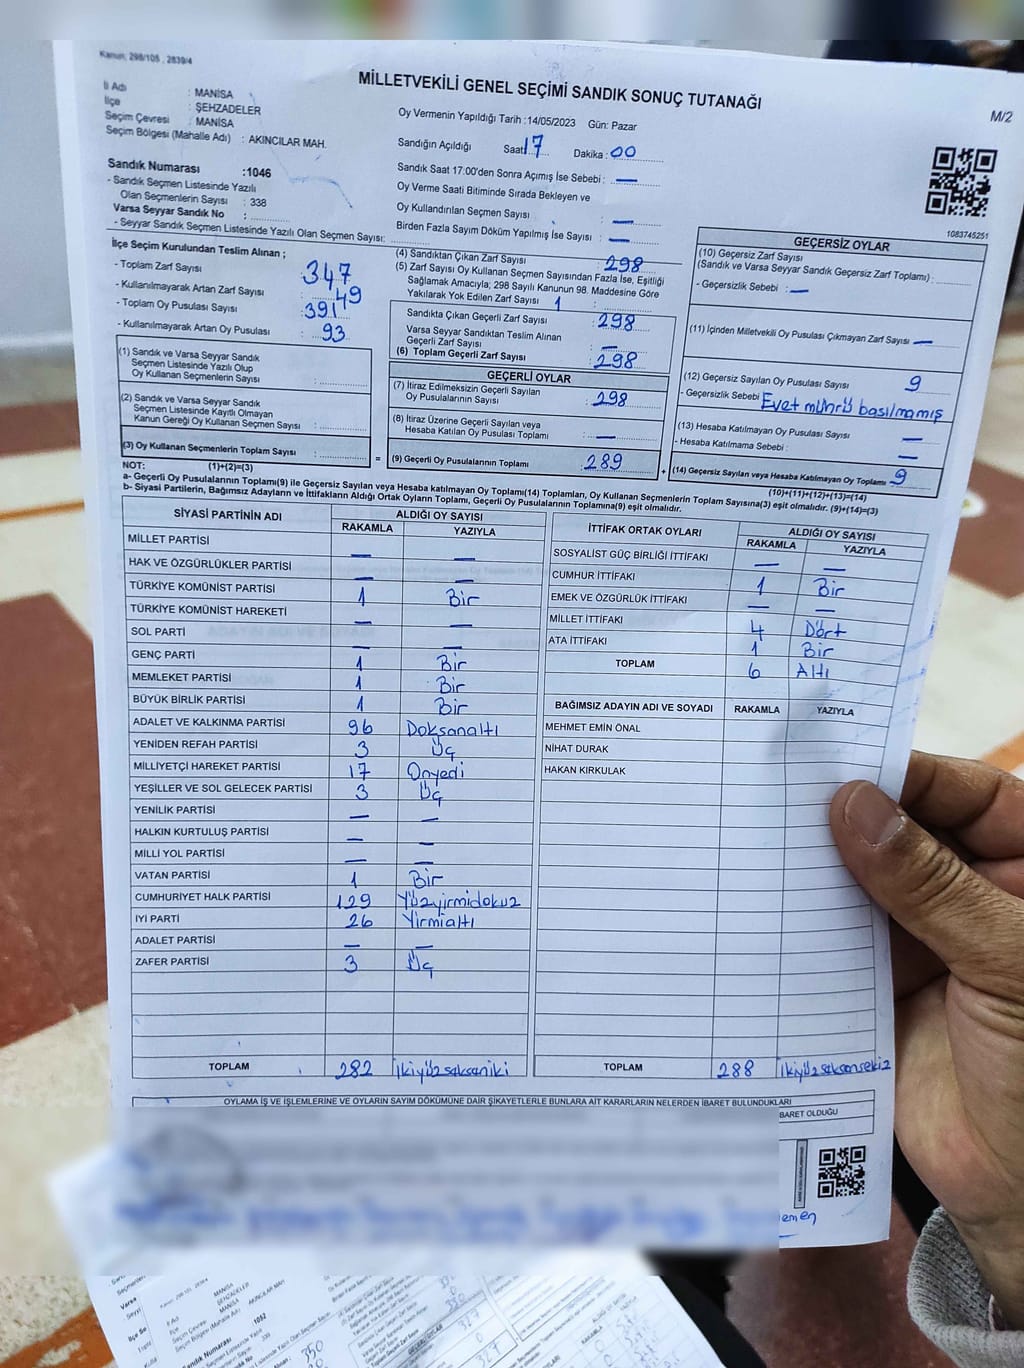 Kanun; 298/105 , 2839/4
MİLLETVEKİLİ GENEL SEÇİMİ SANDIK SONUÇ TUTANAĞI
M/2
İl Adı : MANİSA
İlçe : ŞEHZADELER
Seçim Çevresi : MANİSA
Seçim Bölgesi (Mahalle Adı) : AKINCILAR MAH.
Sandık Numarası :1046
- Sandık Seçmen Listesinde Yazılı
Olan Seçmenlerin Sayısı : 338
Varsa Seyyar Sandık No :
- Seyyar Sandık Seçmen Listesinde Yazılı Olan Seçmen Sayısı:
Oy Vermenin Yapıldığı Tarih :14/05/2023 Gün: Pazar
Sandığın Açıldığı Saat 17 Dakika : 00
Sandık Saat 17:00'den Sonra Açımış İse Sebebi : —
Oy Verme Saati Bitiminde Sırada Bekleyen ve
Oy Kullandırılan Seçmen Sayısı : —
Birden Fazla Sayım Döküm Yapılmış İse Sayısı : —
1083745251
İlçe Seçim Kurulundan Teslim Alınan ;
- Toplam Zarf Sayısı : 347
- Kullanılmayarak Artan Zarf Sayısı : 49
- Toplam Oy Pusulası Sayısı : 391
- Kullanılmayarak Artan Oy Pusulası : 93
(1) Sandık ve Varsa Seyyar Sandık
Seçmen Listesinde Yazılı Olup
Oy Kullanan Seçmenlerin Sayısı :
(2) Sandık ve Varsa Seyyar Sandık
Seçmen Listesinde Kayıtlı Olmayan
Kanun Gereği Oy Kullanan Seçmen Sayısı :
(3) Oy Kullanan Seçmenlerin Toplam Sayısı :
(4) Sandıktan Çıkan Zarf Sayısı : 298
(5) Zarf Sayısı Oy Kullanan Seçmen Sayısından Fazla İse, Eşitliği
Sağlamak Amacıyla; 298 Sayılı Kanunun 98. Maddesine Göre
Yakılarak Yok Edilen Zarf Sayısı 1 :
Sandıkta Çıkan Geçerli Zarf Sayısı : 298
Varsa Seyyar Sandıktan Teslim Alınan
Geçerli Zarf Sayısı : —
(6) Toplam Geçerli Zarf Sayısı : 298
GEÇERLİ OYLAR
(7) İtiraz Edilmeksizin Geçerli Sayılan
Oy Pusulalarının Sayısı : 298
(8) İtiraz Üzerine Geçerli Sayılan veya
Hesaba Katılan Oy Pusulası Toplamı : —
= (9) Geçerli Oy Pusulalarının Toplamı : 289 +
GEÇERSİZ OYLAR
(10) Geçersiz Zarf Sayısı
(Sandık ve Varsa Seyyar Sandık Geçersiz Zarf Toplamı) :
- Geçersizlik Sebebi : —
(11) İçinden Milletvekili Oy Pusulası Çıkmayan Zarf Sayısı —
(12) Geçersiz Sayılan Oy Pusulası Sayısı 9
- Geçersizlik Sebebi Evet mührü basılmamış
(13) Hesaba Katılmayan Oy Pusulası Sayısı —
- Hesaba Katılmama Sebebi : —
(14) Geçersiz Sayılan veya Hesaba Katılmayan Oy Toplamı 9
NOT: (1)+(2)=(3)
(10)+(11)+(12)+(13)=(14)
a- Geçerli Oy Pusulalarının Toplamı(9) ile Geçersiz Sayılan veya Hesaba katılmayan Oy Toplamı(14) Toplamları, Oy Kullanan Seçmenlerin Toplam Sayısına(3) eşit olmalıdır. (9)+(14)=(3)
b- Siyasi Partilerin, Bağımsız Adayların ve İttifakların Aldığı Ortak Oyların Toplamı, Geçerli Oy Pusulalarının Toplamına(9) eşit olmalıdır.
SİYASİ PARTİNİN ADI ALDIĞI OY SAYISI
RAKAMLA YAZIYLA
MİLLET PARTİSİ — —
HAK VE ÖZGÜRLÜKLER PARTİSİ — —
TÜRKİYE KOMÜNİST PARTİSİ 1 Bir
TÜRKİYE KOMÜNİST HAREKETİ — —
SOL PARTİ — —
GENÇ PARTİ 1 Bir
MEMLEKET PARTİSİ 1 Bir
BÜYÜK BİRLİK PARTİSİ 1 Bir
ADALET VE KALKINMA PARTİSİ 96 Doksanaltı
YENİDEN REFAH PARTİSİ 3 Üç
MİLLİYETÇİ HAREKET PARTİSİ 17 Onyedi
YEŞİLLER VE SOL GELECEK PARTİSİ 3 Üç
YENİLİK PARTİSİ — —
HALKIN KURTULUŞ PARTİSİ — —
MİLLİ YOL PARTİSİ — —
VATAN PARTİSİ 1 Bir
CUMHURİYET HALK PARTİSİ 129 Yüzyirmidokuz
İYİ PARTİ 26 Yirmialtı
ADALET PARTİSİ — —
ZAFER PARTİSİ 3 Üç
TOPLAM 282 İkiyüzsekseniki
İTTİFAK ORTAK OYLARI ALDIĞI OY SAYISI
RAKAMLA YAZIYLA
SOSYALİST GÜÇ BİRLİĞİ İTTİFAKI — —
CUMHUR İTTİFAKI 1 Bir
EMEK VE ÖZGÜRLÜK İTTİFAKI — —
MİLLET İTTİFAKI 4 Dört
ATA İTTİFAKI 1 Bir
TOPLAM 6 Altı
BAĞIMSIZ ADAYIN ADI VE SOYADI RAKAMLA YAZIYLA
MEHMET EMİN ÖNAL
NİHAT DURAK
HAKAN KIRKULAK
TOPLAM 288 İkiyüzseksensekiz
OYLAMA İŞ VE İŞLEMLERİNE VE OYLARIN SAYIM DÖKÜMÜNE DAİR ŞİKAYETLERLE BUNLARA AİT KARARLARIN NELERDEN İBARET BULUNDUKLARI
BARET OLDUĞU
emen
MANİSA
ŞEHZADELER
MANİSA
AKINCILAR MAH
Sandık Numarası 1052
350
327
0
327